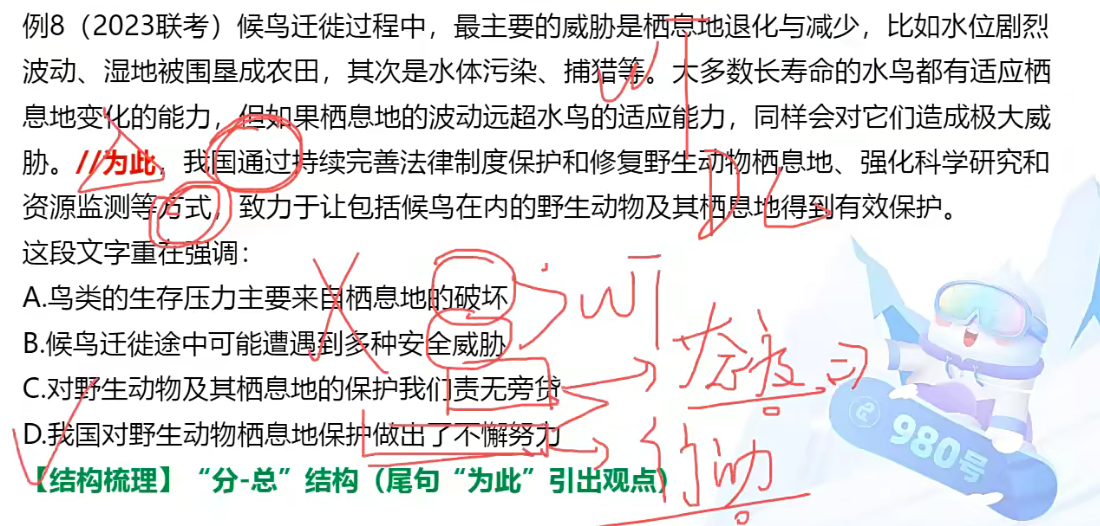 例8（2023联考）候鸟迁徙过程中，最主要的威胁是栖息地退化与减少，比如水位剧烈
波动、湿地被围垦成农田，其次是水体污染、捕猎等。大多数长寿命的水鸟都有适应栖
息地变化的能力，但如果栖息地的波动远超水鸟的适应能力，同样会对它们造成极大威
胁。//为此，我国通过持续完善法律制度保护和修复野生动物栖息地、强化科学研究和
资源监测等方式，致力于让包括候鸟在内的野生动物及其栖息地得到有效保护。
这段文字重在强调：
A.鸟类的生存压力主要来自栖息地的破坏
B.候鸟迁徙途中可能遭遇到多种安全威胁
C.对野生动物及其栖息地的保护我们责无旁贷
D.我国对野生动物栖息地保护做出了不懈努力
【结构梳理】“分-总”结构（尾句“为此”引出观点）
WT
DC
WT
态度
行动
980号